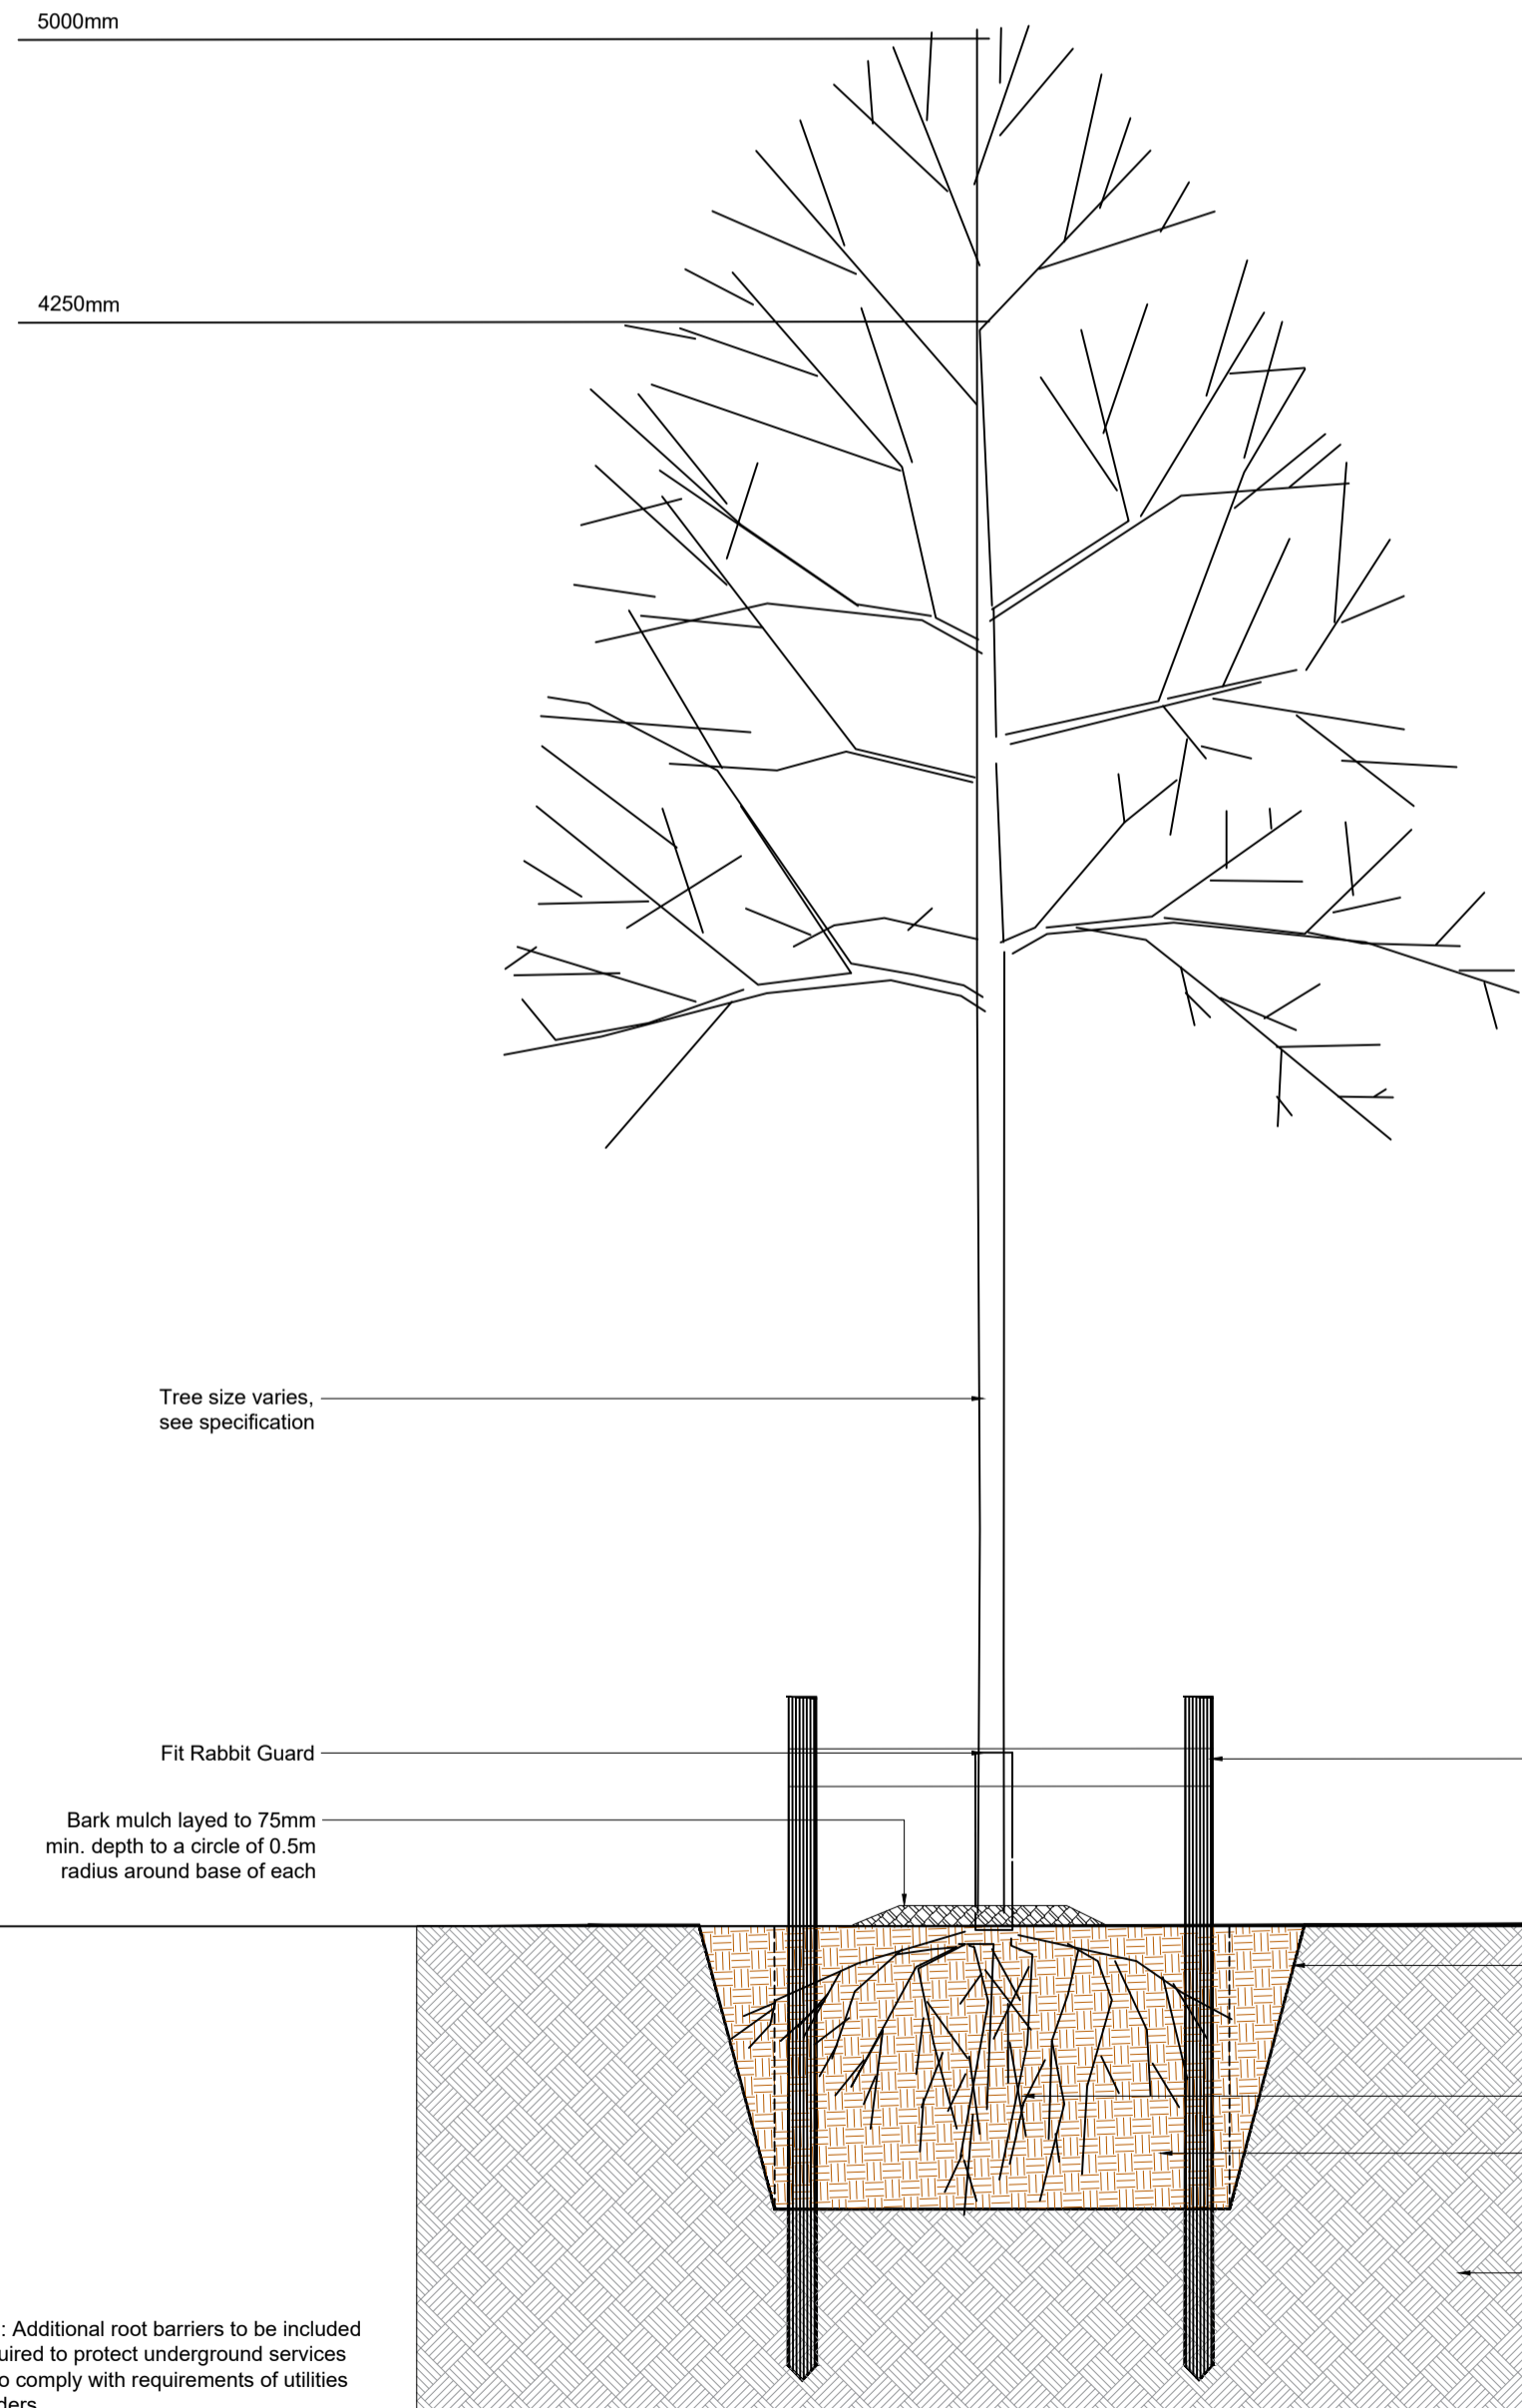 5000mm
4250mm
Tree size varies,
see specification
Fit Rabbit Guard
Bark mulch layed to 75mm
min. depth to a circle of 0.5m
radius around base of each
: Additional root barriers to be included
to protect underground services
comply with requirements of utilities